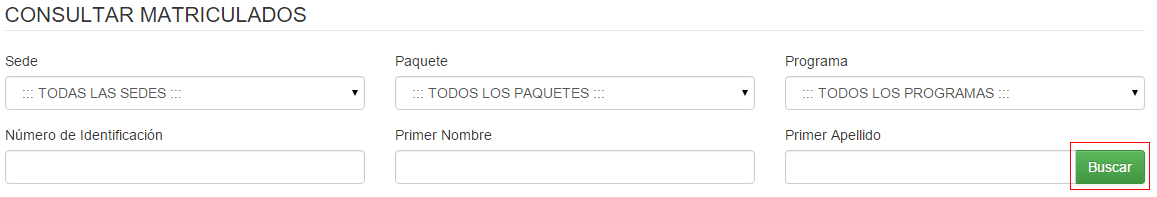 CONSULTAR MATRICULADOS
Sede Paquete Programa
::: TODAS LAS SEDES ::: ::: TODOS LOS PAQUETES ::: ::: TODOS LOS PROGRAMAS :::
Número de Identificación Primer Nombre Primer Apellido
Buscar